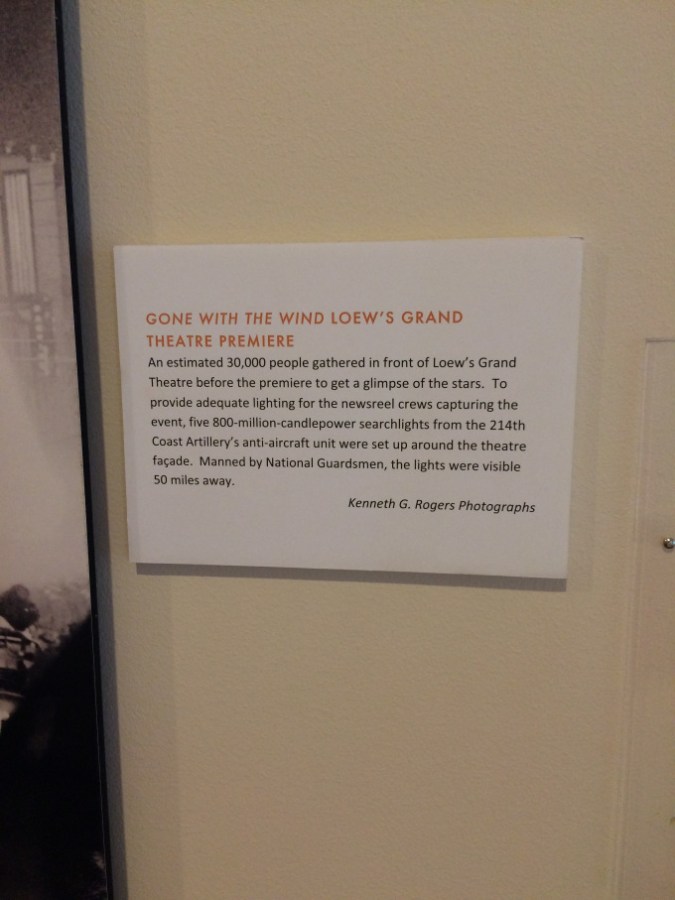 GONE WITH THE WIND LOEW'S GRAND
THEATRE PREMIERE
An estimated 30,000 people gathered in front of Loew's Grand
Theatre before the premiere to get a glimpse of the stars.  To
provide adequate lighting for the newsreel crews capturing the
event, five 800-million-candlepower searchlights from the 214th
Coast Artillery's anti-aircraft unit were set up around the theatre
façade.  Manned by National Guardsmen, the lights were visible
50 miles away.
Kenneth G. Rogers Photographs